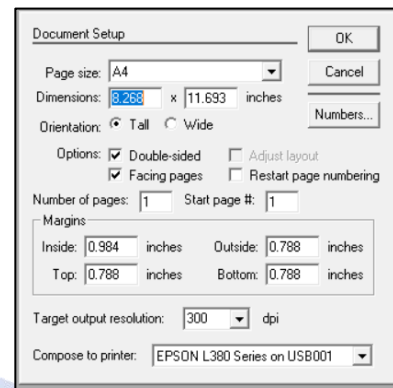 Document Setup
OK
Page size: A4
Cancel
Dimensions: 8.268 x 11.693 inches
Numbers...
Orientation: Tall Wide
Options: Double-sided Adjust layout
Facing pages Restart page numbering
Number of pages: 1 Start page #: 1
Margins
Inside: 0.984 inches Outside: 0.788 inches
Top: 0.788 inches Bottom: 0.788 inches
Target output resolution: 300 dpi
Compose to printer: EPSON L380 Series on USB001